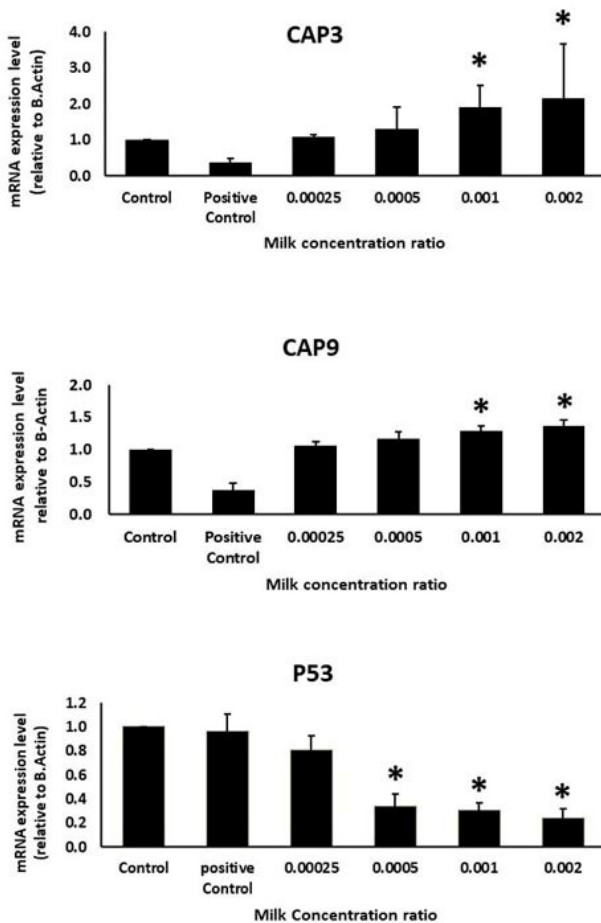 CAP3
mRNA expression level
(relative to B.Actin)
4.0
3.0
2.0
1.0
0.0
*
*
Control
Positive
Control
0.00025
0.0005
0.001
0.002
Milk concentration ratio
CAP9
mRNA expression level
relative to B-Actin
2.0
1.5
1.0
0.5
0.0
*
*
Control
Positive
Control
0.00025
0.0005
0.001
0.002
Milk concentration ratio
P53
mRNA expression level
(relative to B.Actin)
1.2
1.0
0.8
0.6
0.4
0.2
0.0
*
*
*
Control
positive
Control
0.00025
0.0005
0.001
0.002
Milk Concentration ratio